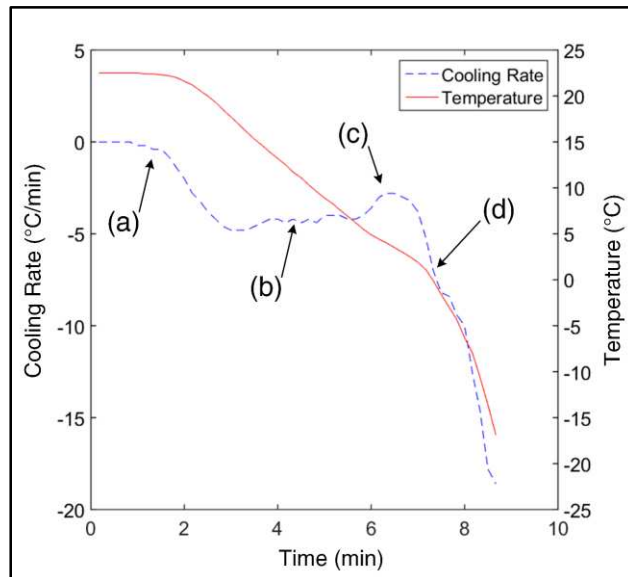 5
0
-5
-10
-15
-20
Cooling Rate (°C/min)
25
20
15
10
5
0
-5
-10
-15
-20
-25
Temperature (°C)
0 2 4 6 8 10
Time (min)
Cooling Rate
Temperature
(a)
(b)
(c)
(d)